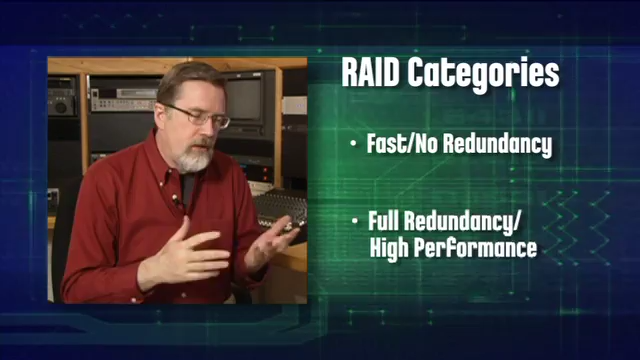 RAID Categories
• Fast/No Redundancy
• Full Redundancy/
High Performance